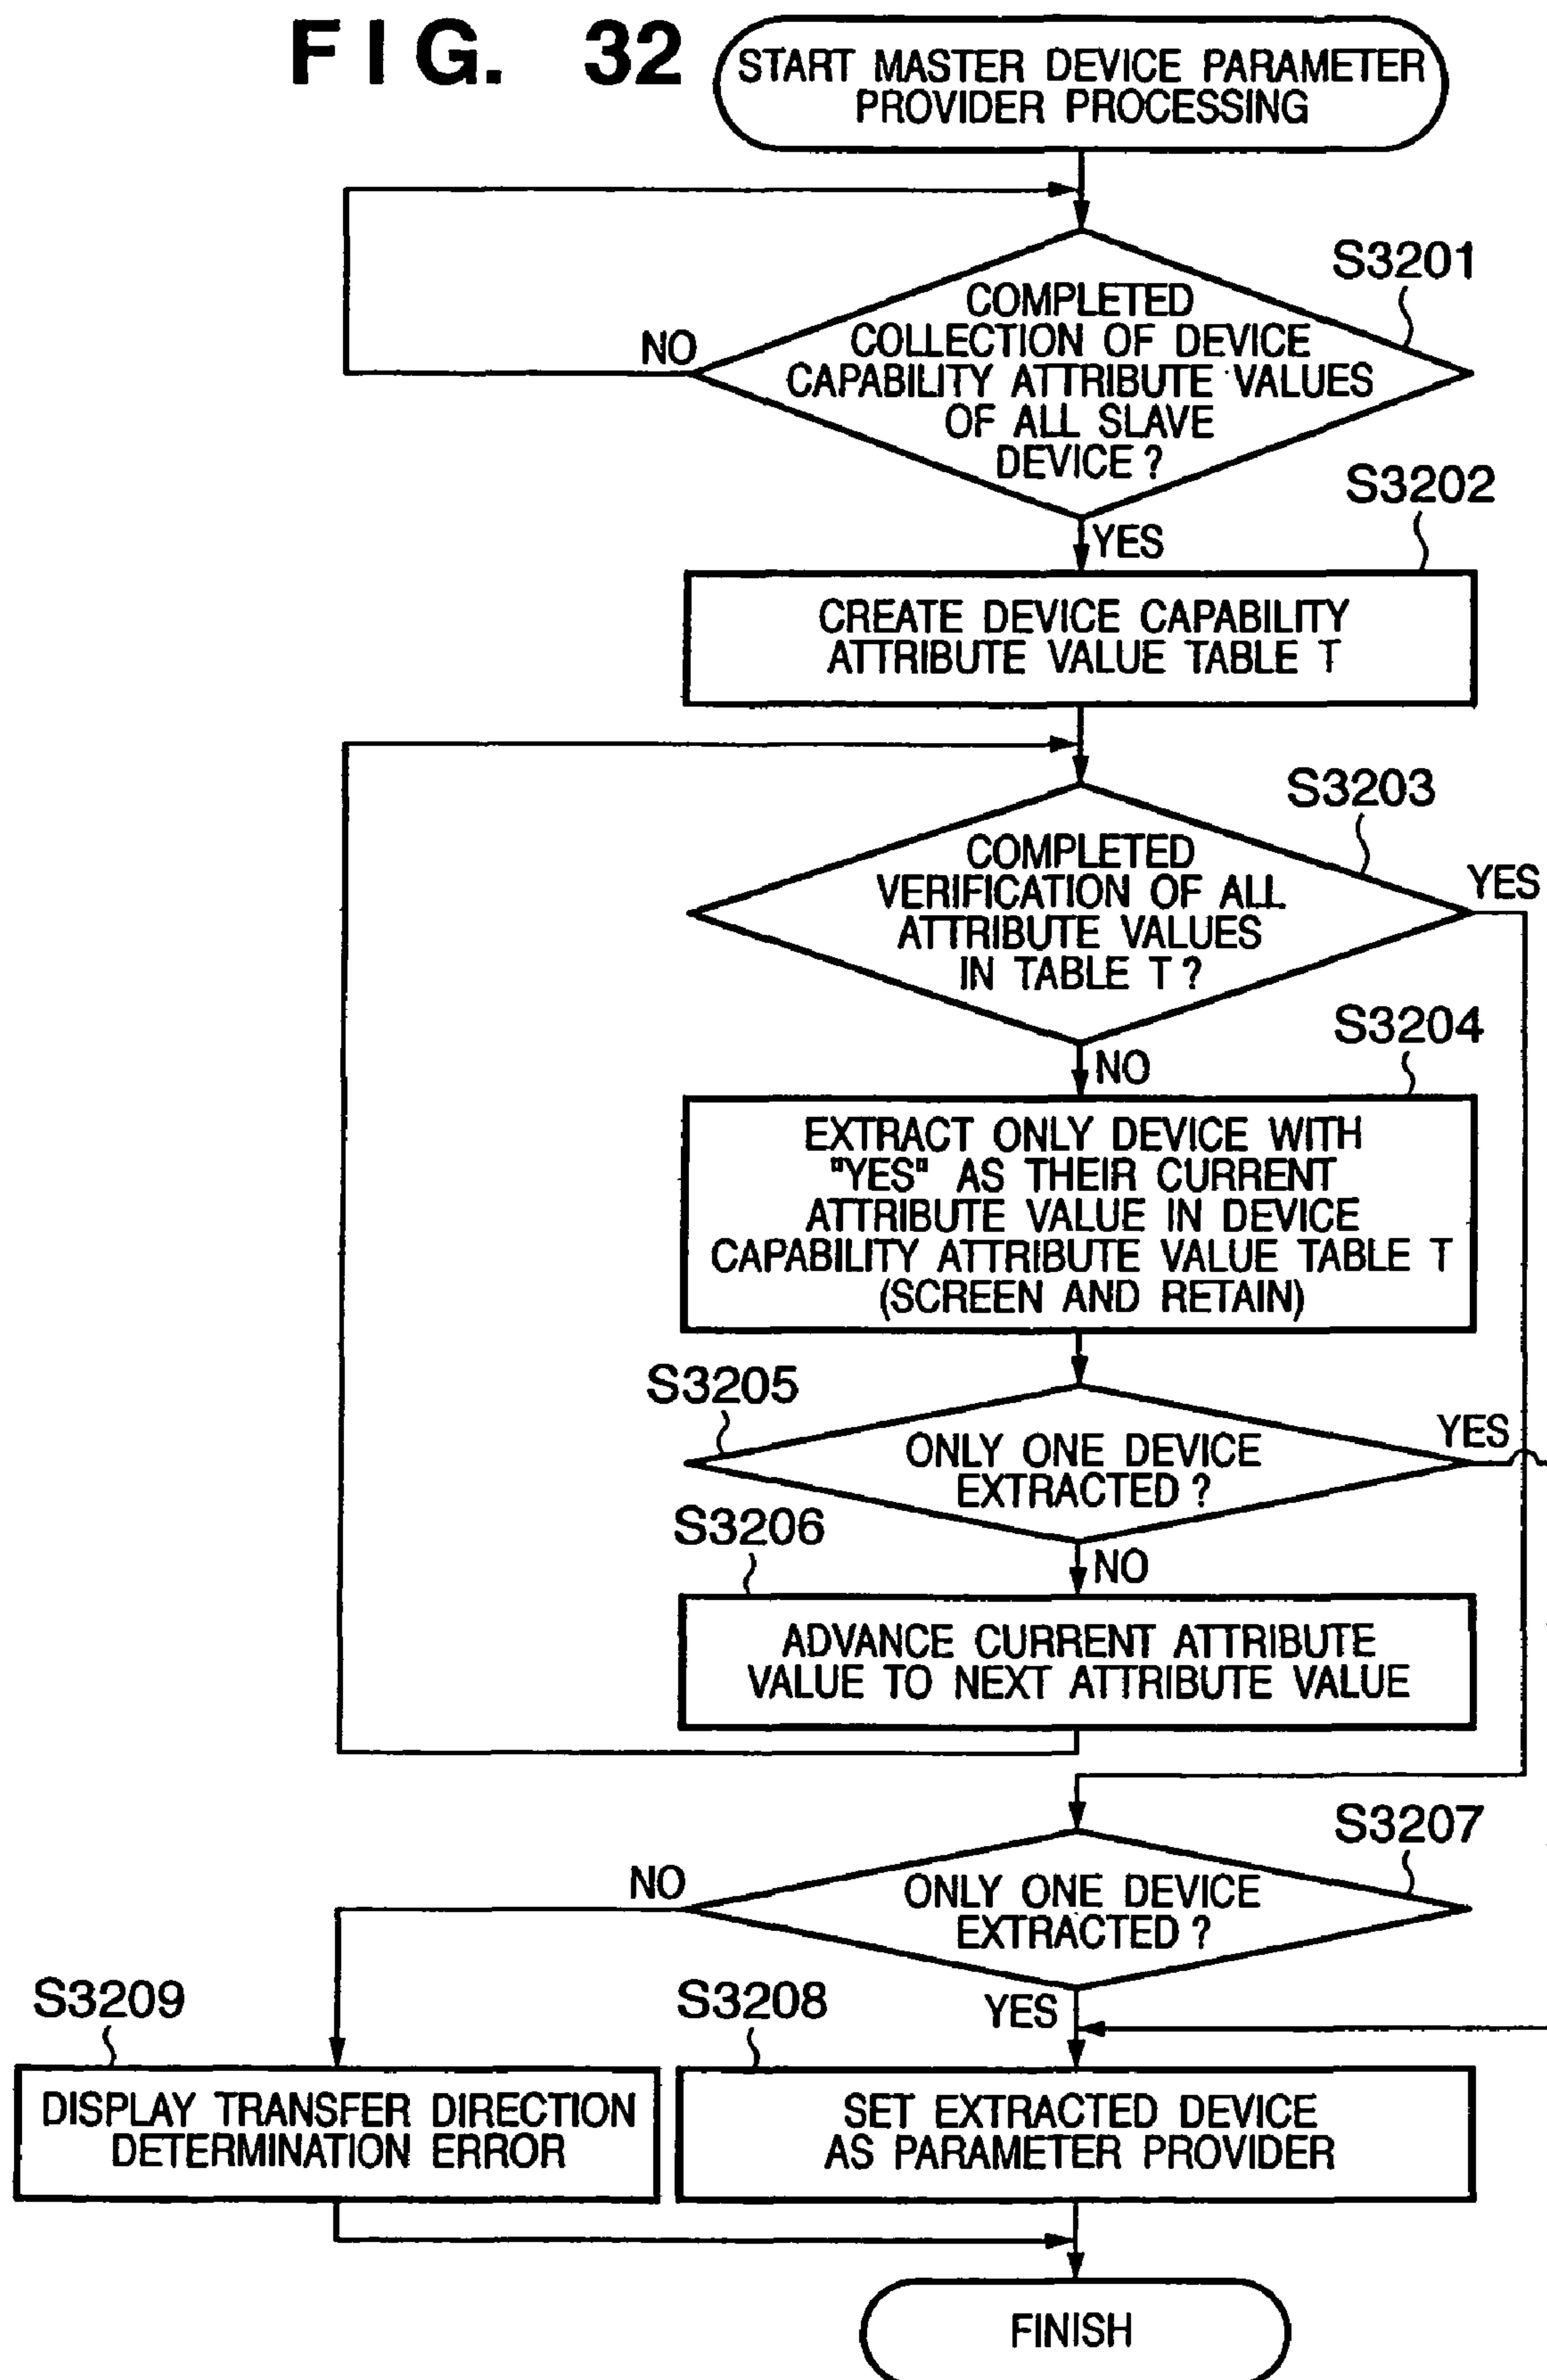 FIG. 32
START MASTER DEVICE PARAMETER
PROVIDER PROCESSING
S3201
COMPLETED
COLLECTION OF DEVICE
CAPABILITY ATTRIBUTE VALUES
OF ALL SLAVE
DEVICE ?
NO
YES
S3202
CREATE DEVICE CAPABILITY
ATTRIBUTE VALUE TABLE T
S3203
COMPLETED
VERIFICATION OF ALL
ATTRIBUTE VALUES
IN TABLE T ?
YES
NO
S3204
EXTRACT ONLY DEVICE WITH
"YES" AS THEIR CURRENT
ATTRIBUTE VALUE IN DEVICE
CAPABILITY ATTRIBUTE VALUE TABLE T
(SCREEN AND RETAIN)
S3205
ONLY ONE DEVICE
EXTRACTED ?
YES
NO
S3206
ADVANCE CURRENT ATTRIBUTE
VALUE TO NEXT ATTRIBUTE VALUE
S3207
ONLY ONE DEVICE
EXTRACTED ?
NO
YES
S3209
DISPLAY TRANSFER DIRECTION
DETERMINATION ERROR
S3208
SET EXTRACTED DEVICE
AS PARAMETER PROVIDER
FINISH